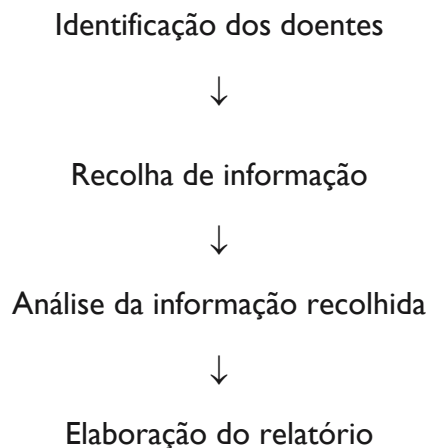 Identificação dos doentes
↓
Recolha de informação
↓
Análise da informação recolhida
↓
Elaboração do relatório